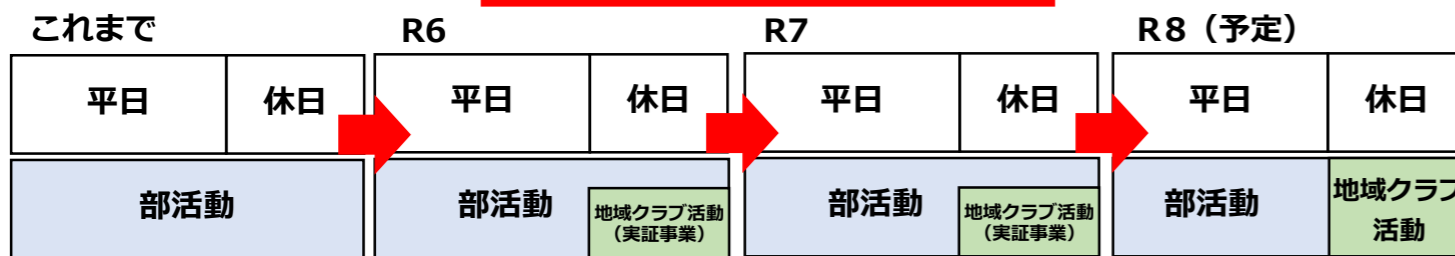 これまで
平日 休日
部活動
R6
平日 休日
部活動
地域クラブ活動
（実証事業）
R7
平日 休日
部活動
地域クラブ活動
（実証事業）
R８（予定）
平日 休日
部活動
地域クラブ
活動